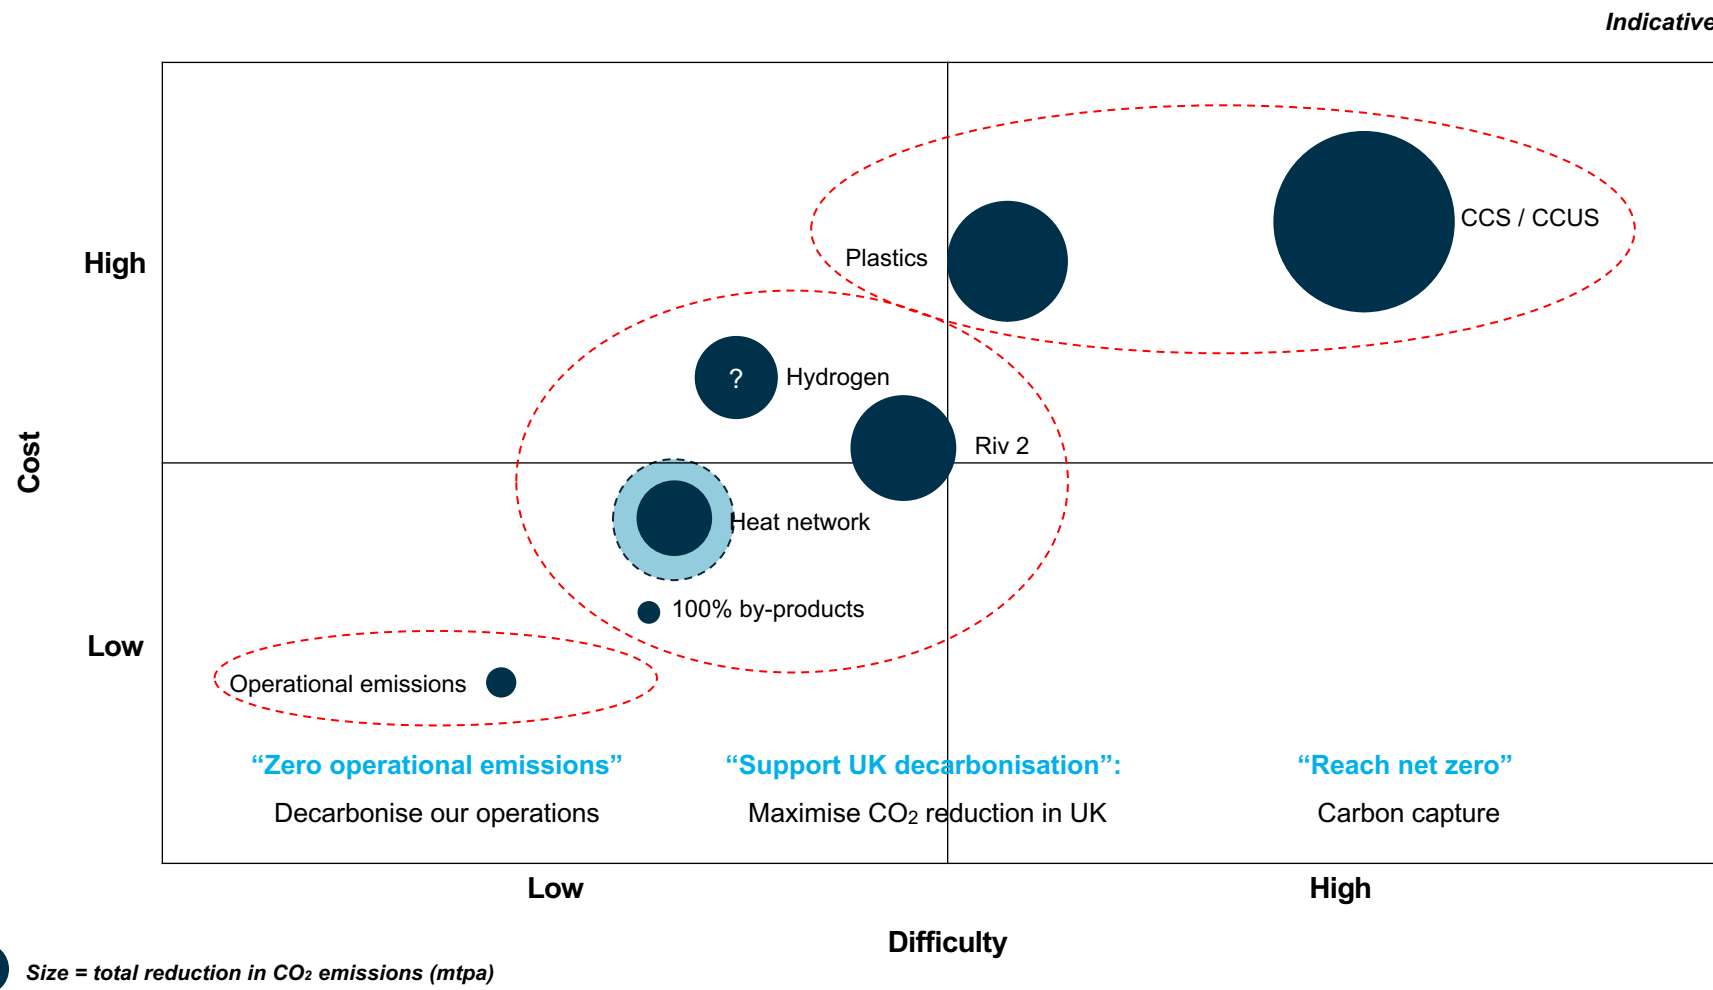 Indicative
High
Cost
Low
CCS / CCUS
Plastics
?
Hydrogen
Riv 2
Heat network
100% by-products
Operational emissions
“Zero operational emissions”
Decarbonise our operations
“Support UK decarbonisation”:
Maximise CO2 reduction in UK
“Reach net zero”
Carbon capture
Low
High
Difficulty
Size = total reduction in CO2 emissions (mtpa)